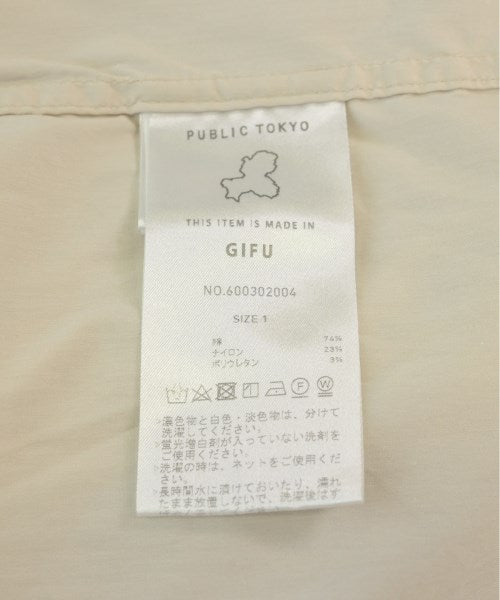 PUBLIC TOKYO
THIS ITEM IS MADE IN
GIFU
NO.600302004
SIZE 1
綿 74%
ナイロン 23%
ポリウレタン 3%
F W
・濃色物と白色・淡色物は、分けて
洗濯してください。
・蛍光増白剤が入っていない洗剤を
ご使用ください。
・洗濯の時は、ネットをご使用くださ
い。
・長時間水に漬けておいたり、濡れ
たまま放置しないで、洗濯後はす